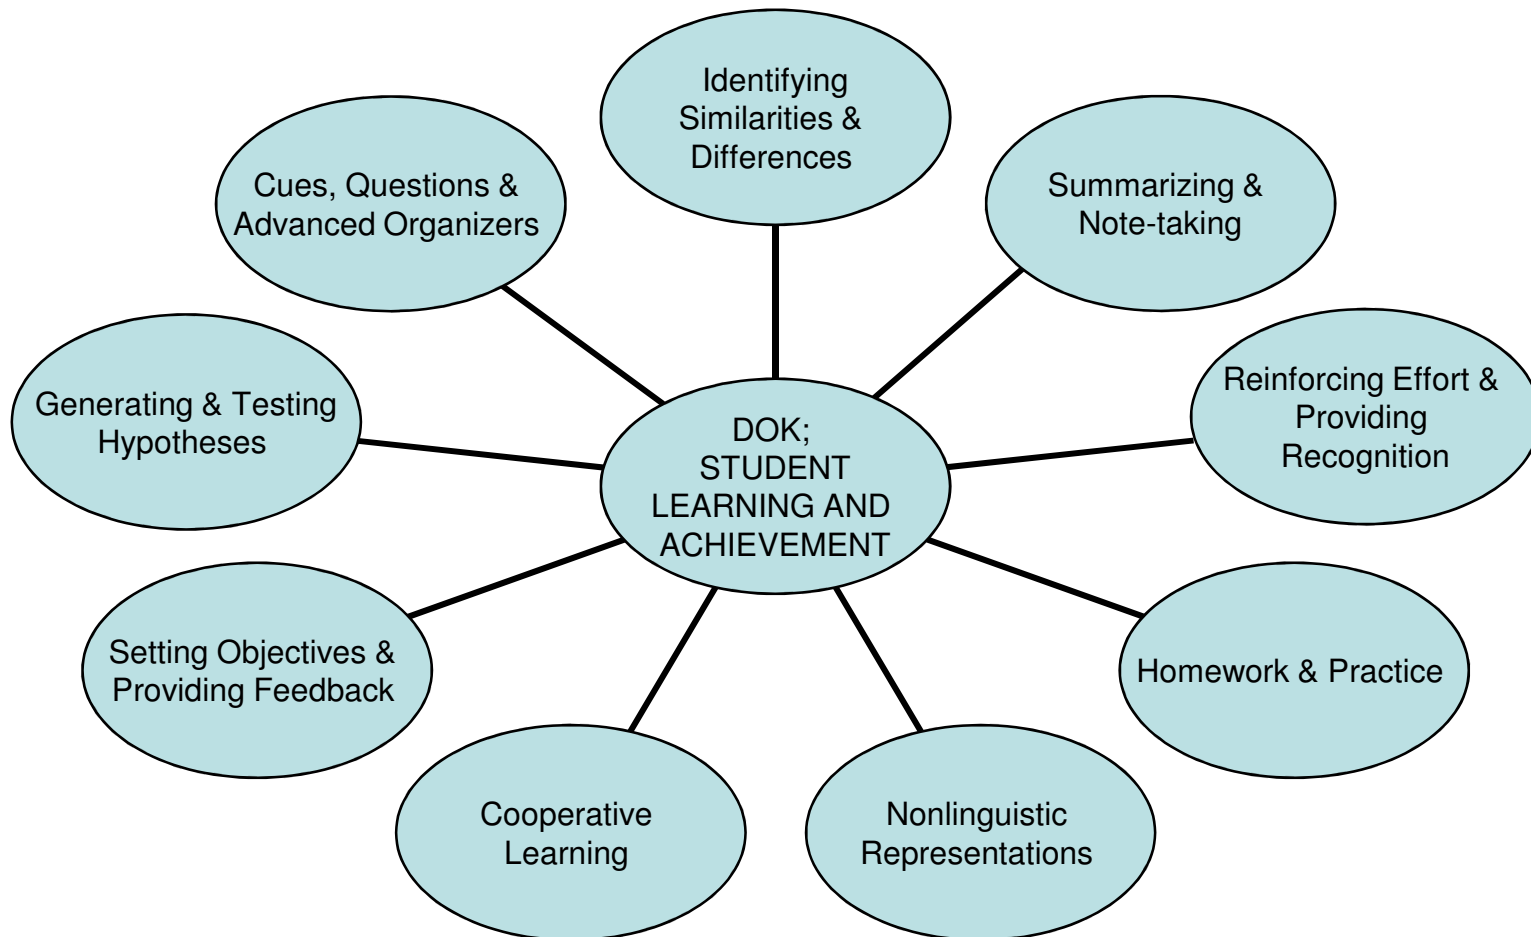 Identifying
Similarities &
Differences
Cues, Questions &
Advanced Organizers
Summarizing &
Note-taking
Generating & Testing
Hypotheses
Reinforcing Effort &
Providing
Recognition
DOK;
STUDENT
LEARNING AND
ACHIEVEMENT
Setting Objectives &
Providing Feedback
Homework & Practice
Cooperative
Learning
Nonlinguistic
Representations